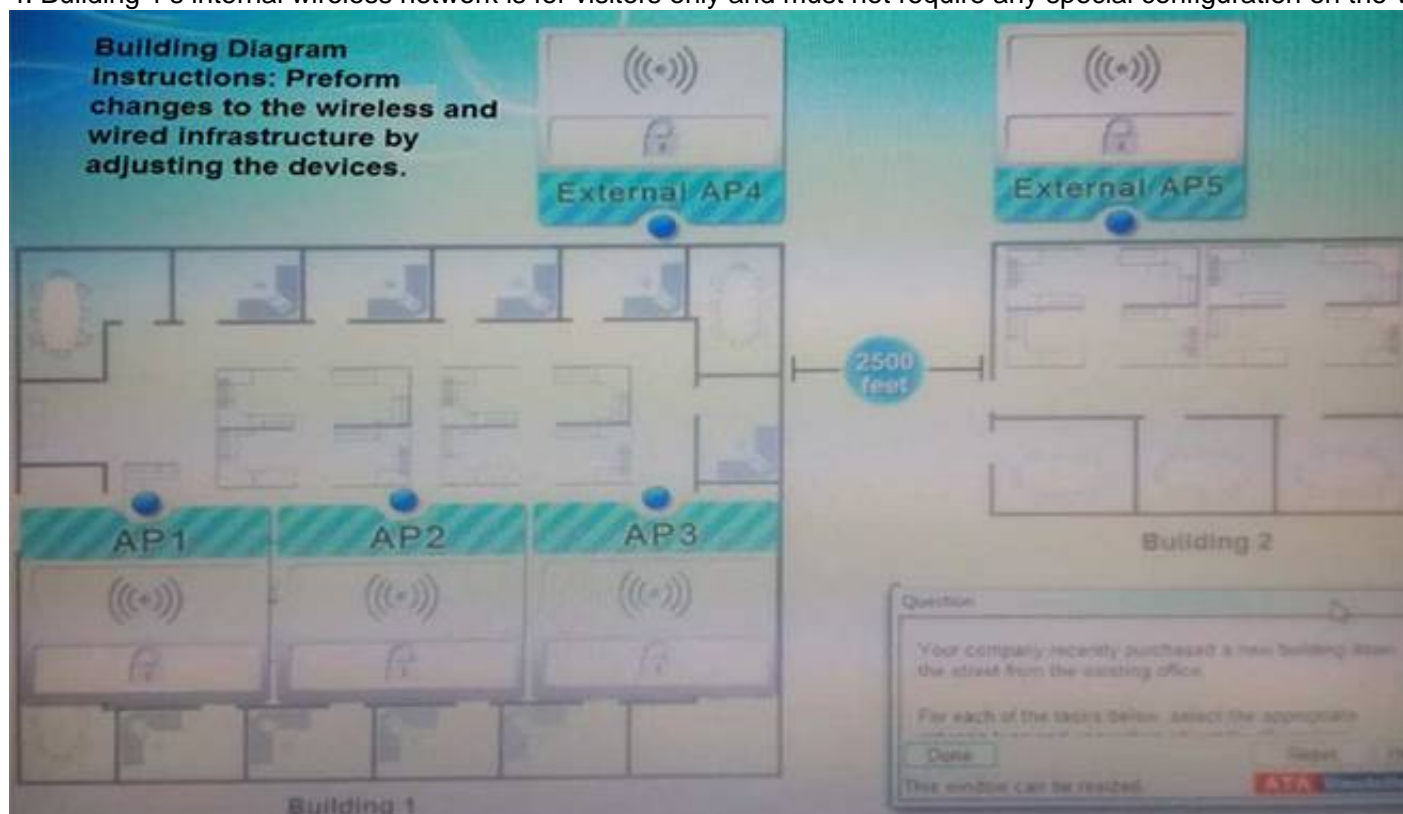 4. Building 1's internal wireless network is for visitors only and must not require any special configuration on the
Building Diagram
Instructions: Preform
changes to the wireless and
wired infrastructure by
adjusting the devices.
External AP4
External AP5
2500
feet
AP1
AP2
AP3
Building 2
Building 1
Question
Your company recently purchased a new building down
the street from the existing office.
For each of the tasks below, select the appropriate
Done
Reset
This window can be resized.